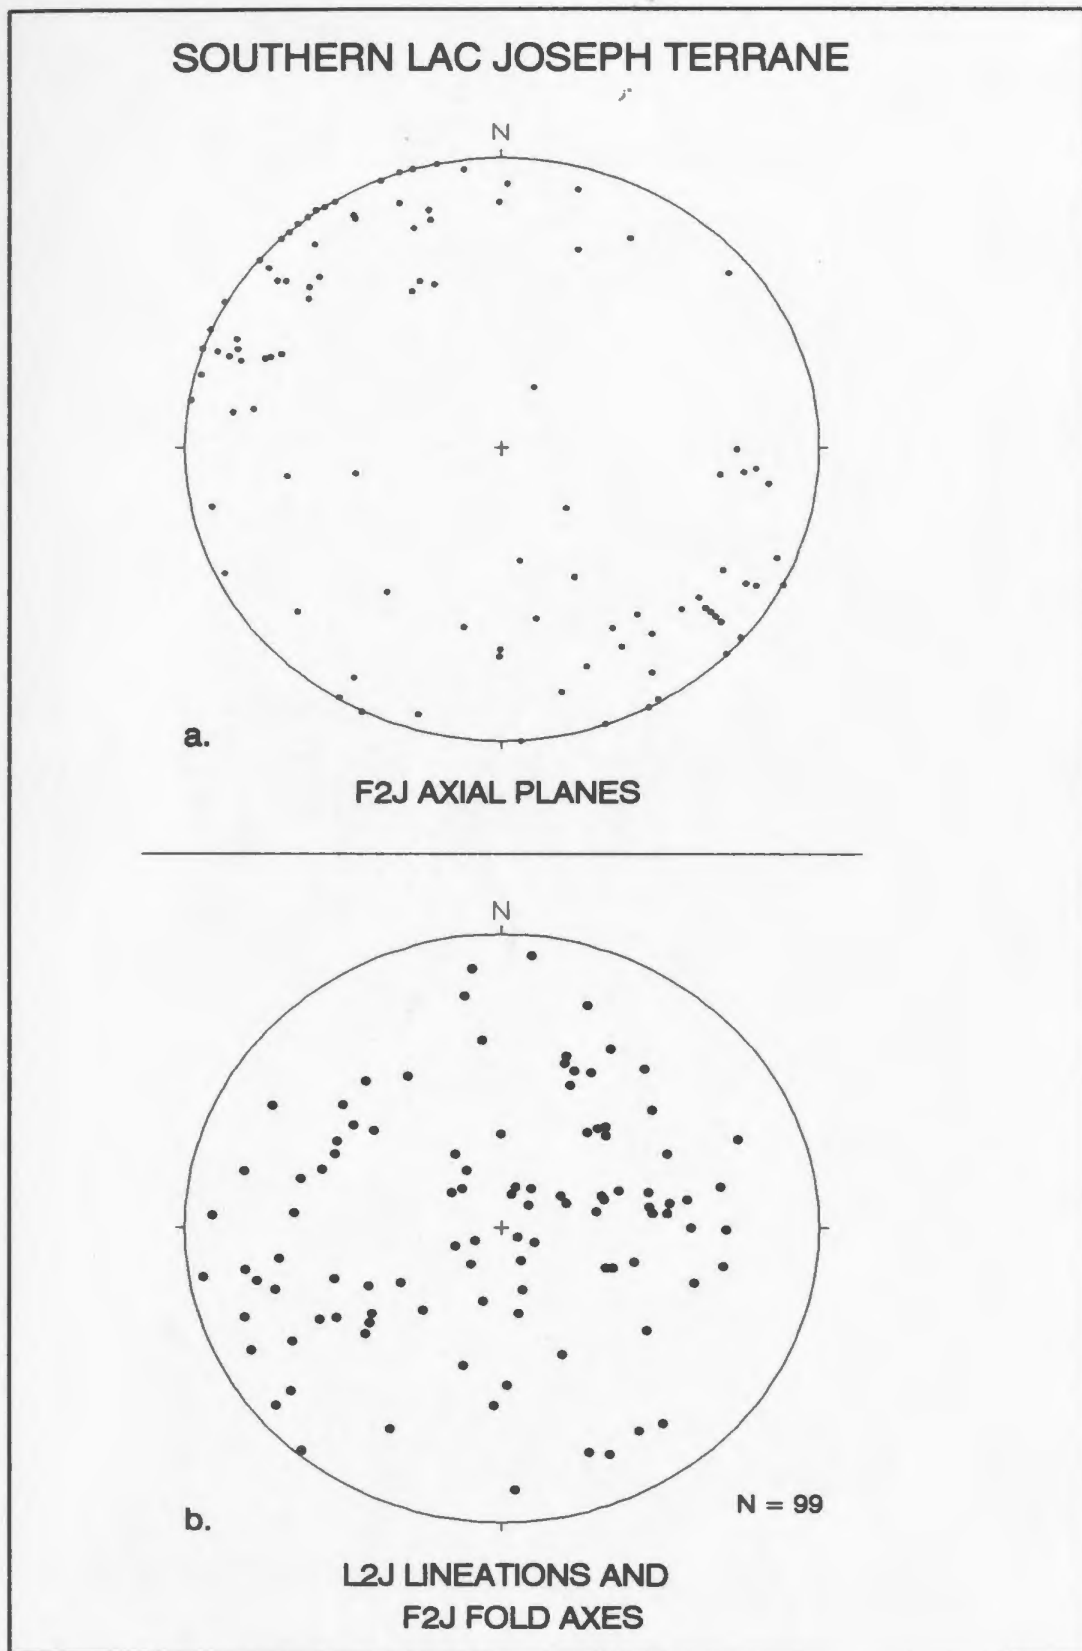 SOUTHERN LAC JOSEPH TERRANE
N
a.
F2J AXIAL PLANES
N
b.
N = 99
L2J LINEATIONS AND
F2J FOLD AXES